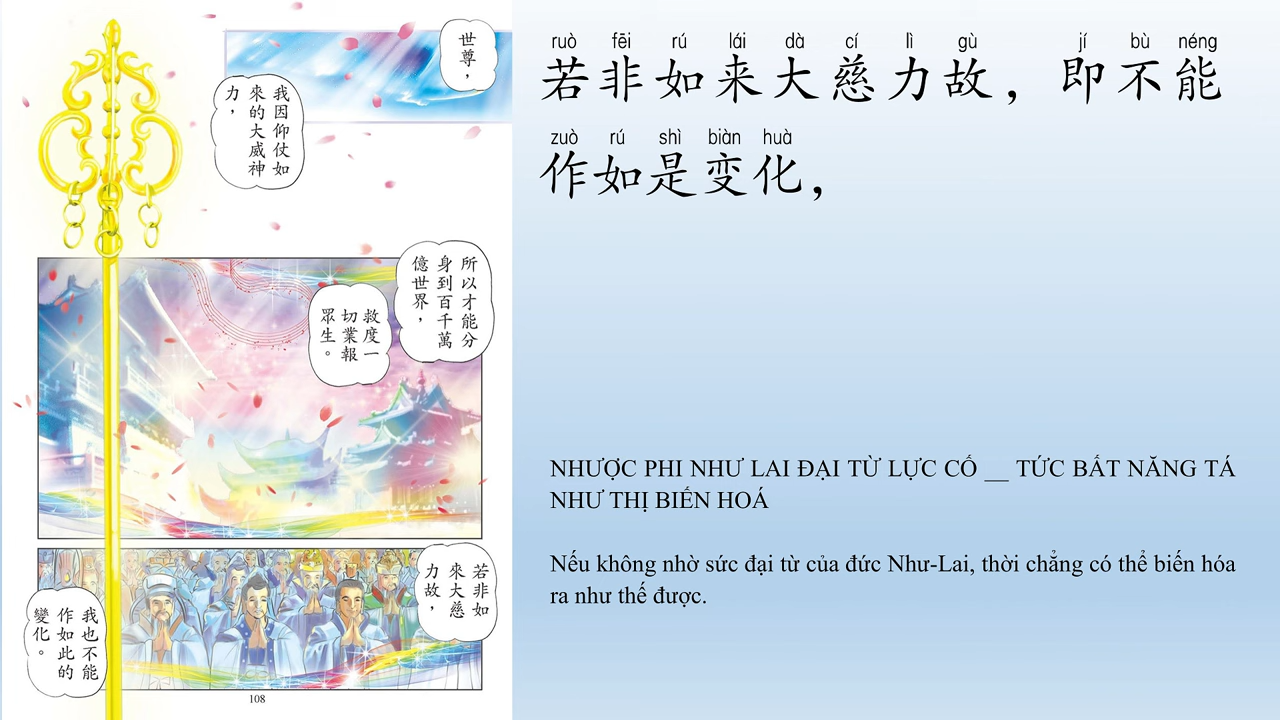 世尊，
我因仰仗如
來的大威神
力，
所以才能分
身到百千萬
億世界，
救度一
切業報
眾生。
若非如
來大慈
力故，
我也不能
作如此的
變化。
108
ruò fēi rú lái dà cí lì gù jí bù néng
若非如来大慈力故，即不能
zuò rú shì biàn huà
作如是变化，
NHƯỢC PHI NHƯ LAI ĐẠI TỪ LỰC CỐ __ TỨC BẤT NĂNG TÁ
NHƯ THỊ BIẾN HOÁ
Nếu không nhờ sức đại từ của đức Như-Lai, thời chẳng có thể biến hóa
ra như thế được.